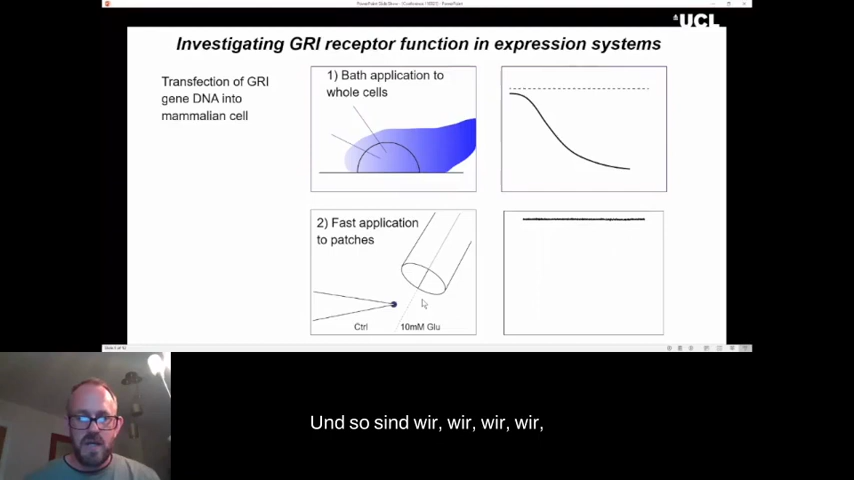 UCL
Investigating GRI receptor function in expression systems
Transfection of GRI
gene DNA into
mammalian cell
1) Bath application to
whole cells
2) Fast application
to patches
Ctrl
10mM Glu
Und so sind wir, wir, wir, wir,